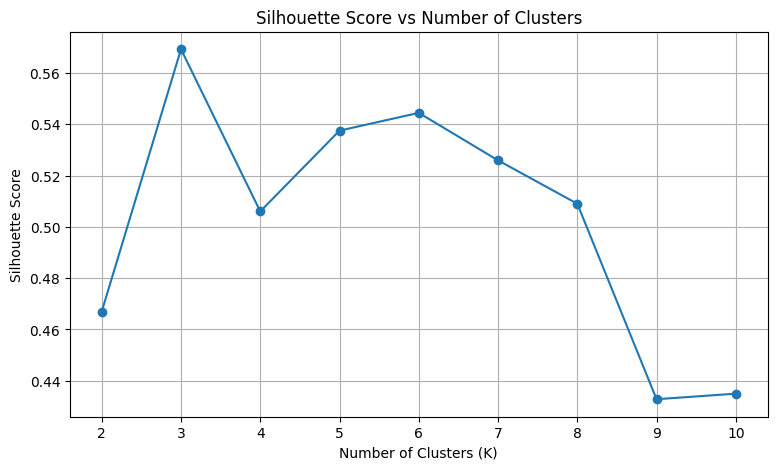 Silhouette Score vs Number of Clusters
Silhouette Score
0.56
0.54
0.52
0.50
0.48
0.46
0.44
2 3 4 5 6 7 8 9 10
Number of Clusters (K)